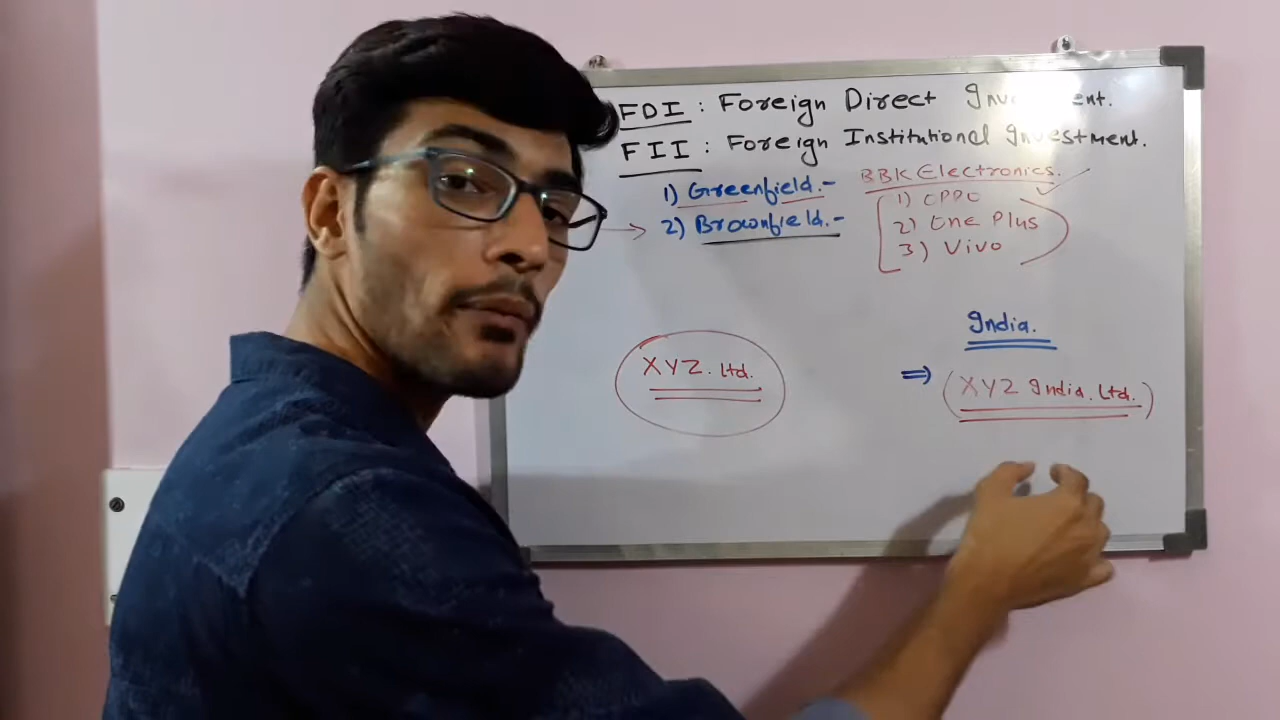 FDI : Foreign Direct
FII : Foreign Institutional Investment.
1) Greenfield.-
2) Brownfield.-
BBK Electronics.
1) OPPO
2) One Plus
3) Vivo
XYZ. Ltd.
India.
⇒ (XYZ India. Ltd.)